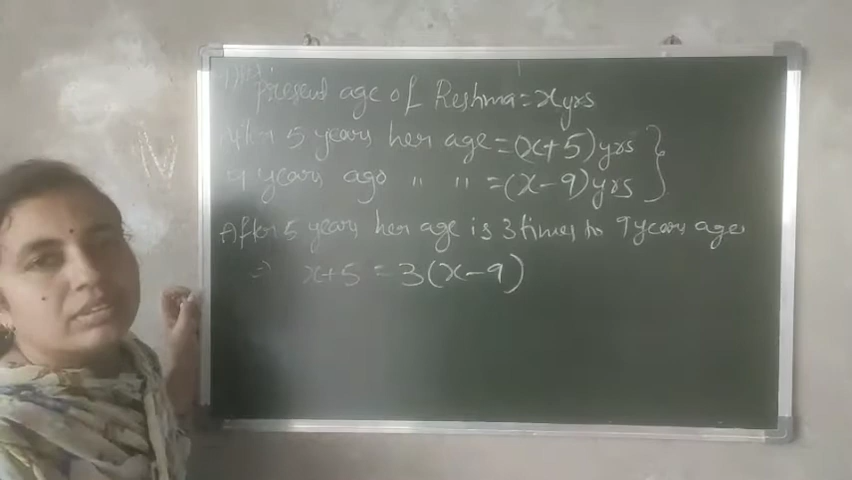 present age of Reshma = x yrs
After 5 years her age = (x+5) yrs
9 years ago " " = (x-9) yrs
After 5 years her age is 3 times to 9 years age
⇒ x+5 = 3(x-9)